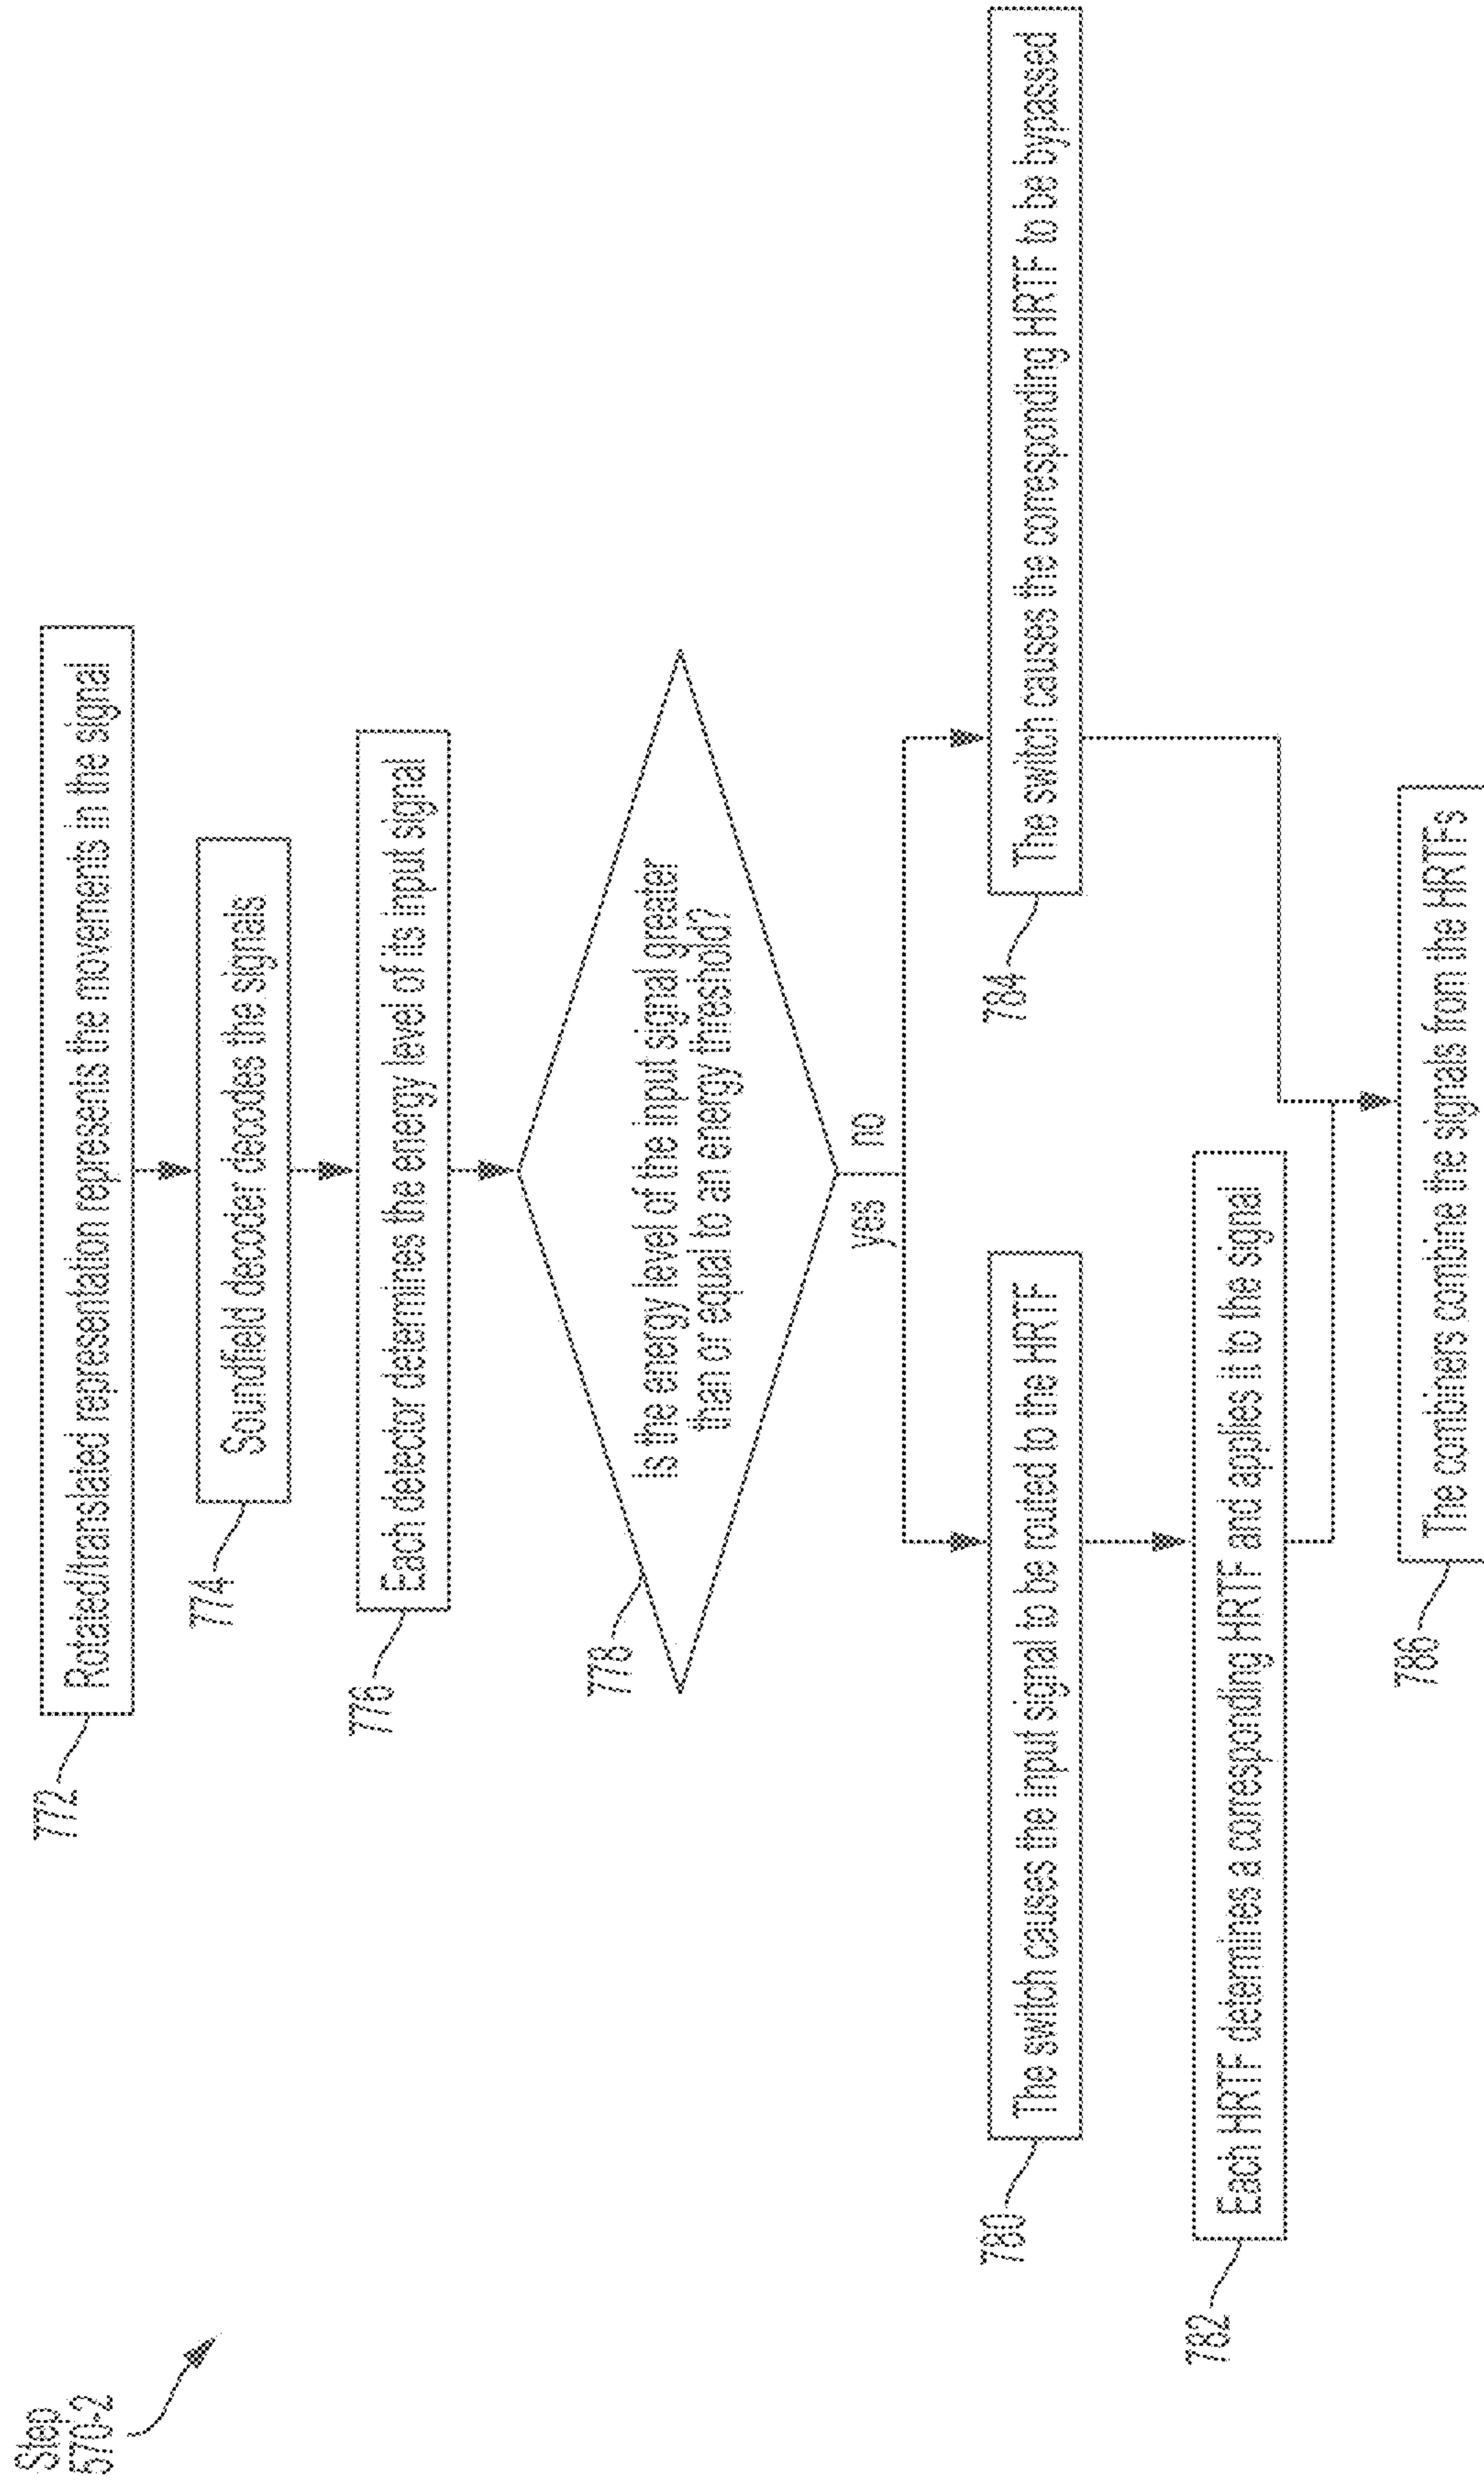 Step
570-2
772
Rotated/translated representation represents the movements in the signal
774
Soundfield decoder decodes the signals
776
Each detector determines the energy level of its input signal
778
is the energy level of the input signal greater
than or equal to an energy threshold?
yes
no
780
The switch causes the input signal to be routed to the HRTF
784
The switch causes the corresponding HRTF to be bypassed
782
Each HRTF determines a corresponding HRTF and applies it to the signal
786
The combiners combine the signals from the HRTFs